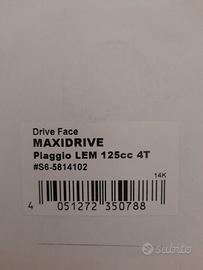 Drive Face
MAXIDRIVE
Piaggio LEM 125cc 4T
#S6-5814102
14K
4 051272 350788
subito